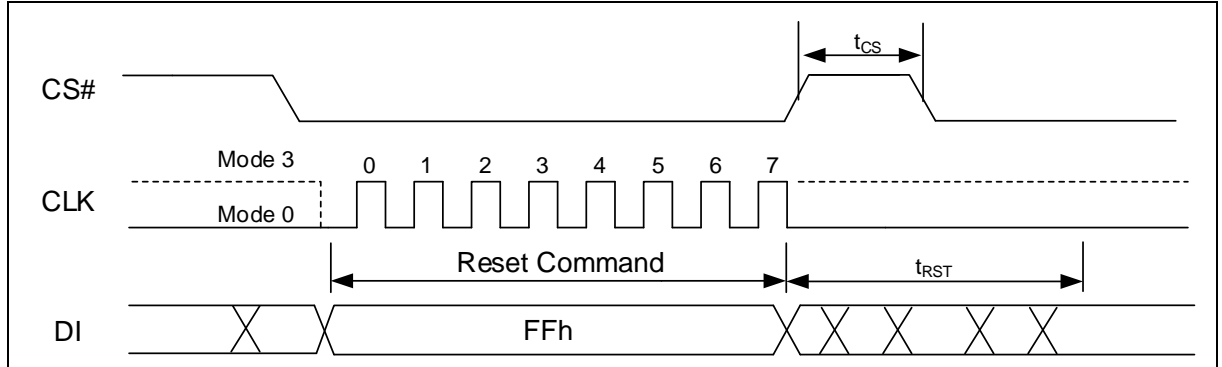 tCS
CS#
Mode 3
0 1 2 3 4 5 6 7
CLK
Mode 0
Reset Command
tRST
DI
FFh